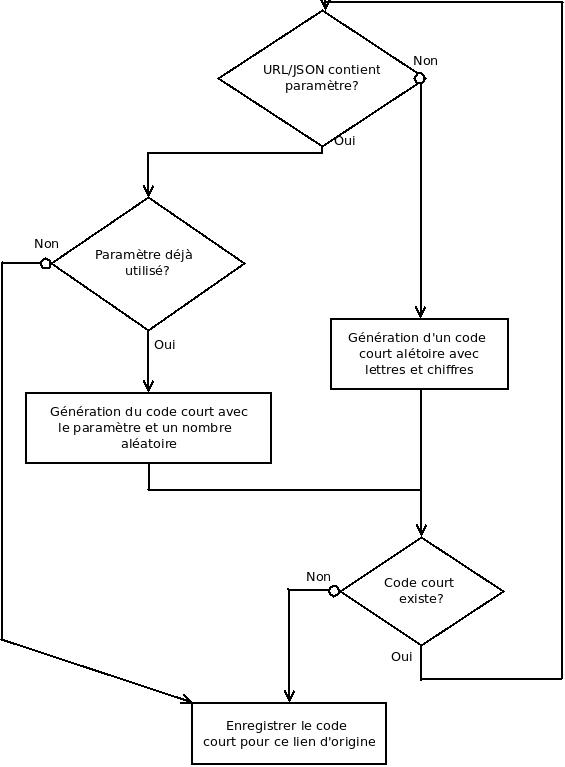 Non
URL/JSON contient
paramètre?
Oui
Non
Paramètre déjà
utilisé?
Oui
Génération d'un code
court alétoire avec
lettres et chiffres
Génération du code court avec
le paramètre et un nombre
aléatoire
Non
Code court
existe?
Oui
Enregistrer le code
court pour ce lien d'origine